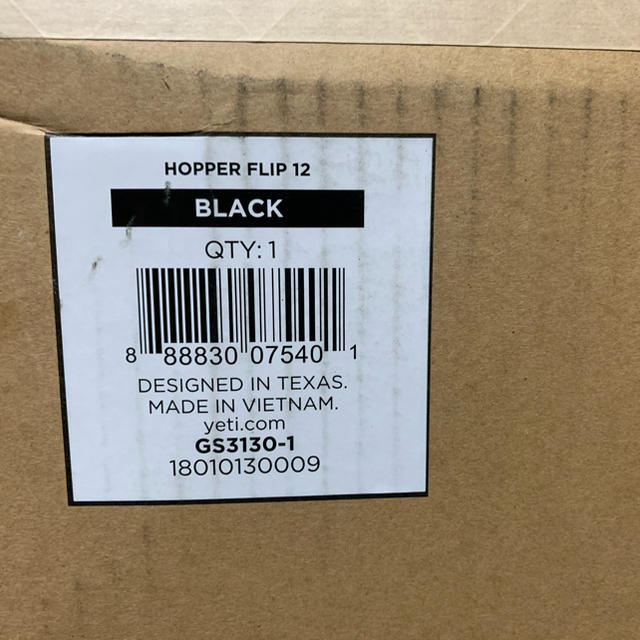 HOPPER FLIP 12
BLACK
QTY: 1
8 88830 07540 1
DESIGNED IN TEXAS.
MADE IN VIETNAM.
yeti.com
GS3130-1
18010130009